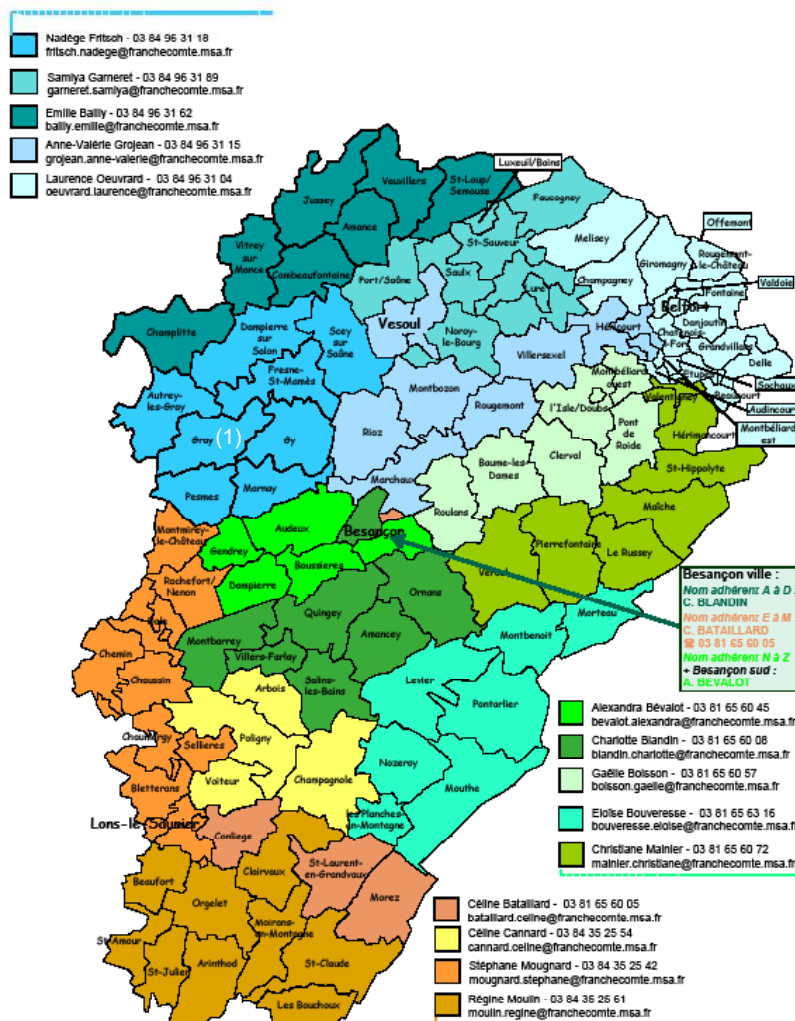 Nadège Fritsch - 03 84 96 31 18
fritsch.nadege@franchecomte.msa.fr
Samiya Garneret - 03 84 96 31 89
garneret.samiya@franchecomte.msa.fr
Emilie Bailly - 03 84 96 31 62
bailly.emilie@franchecomte.msa.fr
Anne-Valérie Grojean - 03 84 96 31 15
grojean.anne-valerie@franchecomte.msa.fr
Laurence Oeuvrard - 03 84 96 31 04
oeuvrard.laurence@franchecomte.msa.fr
Luxeuil/Bains
Vauvillers
St-Loup/
Semouse
Jussey
Faucogney
Amance
Offemont
Vitrey
sur
Mance
St-Sauveur
Melisey
Giromagny
Rougement
-le-Château
Combeaufontaine
Port/Saône
Saulx
Lure
Champagney
Valdoie
Fontaine
Belfort
Champlitte
Dampierre
sur
Salon
Scey
sur
Saône
Vesoul
Noroy-
le-Bourg
Héricourt
Danjoutin
Chatenois-
l-Fort
Grandvillars
Villersexel
Delle
Fresne-
St-Mamès
Montbéliard
ouest
Etupes
Sochaux
Autrey-
les-Gray
Montbozon
Valentigney
Beaucourt
Audincourt
Rougemont
l'Isle/Doubs
Pont
de
Roide
Hérimoncourt
Montbéliard
est
Gray
(1)
Gy
Rioz
Clerval
St-Hippolyte
Baume-les-
Dames
Marchaux
Pesmes
Marnay
Maîche
Roulans
Audeux
Besançon
Montmirey-
le-Château
Gendrey
Pierrefontaine
Le Russey
Boussieres
Rochefort/
Nenon
Dampierre
Ornans
Besançon ville :
Nom adhérent A à D :
C. BLANDIN
Nom adhérent E à M
C. BATAILLARD
☎ 03 81 65 60 05
Nom adhérent N à Z
+ Besançon sud :
A. BEVALOT
Quingey
Morteau
Montbarrey
Amancey
Montbenoit
Chemin
Villers-Farlay
Levier
Chaussin
Salins-
les-Bains
Arbois
Pontarlier
Alexandra Bévalot - 03 81 65 60 45
bevalot.alexandra@franchecomte.msa.fr
Chaumergy
Sellieres
Poligny
Charlotte Blandin - 03 81 65 60 08
blandin.charlotte@franchecomte.msa.fr
Nozeroy
Voiteur
Champagnole
Mouthe
Gaëlle Boisson - 03 81 65 60 57
boisson.gaelle@franchecomte.msa.fr
Bletterans
les Planches-
en-Montagne
Eloïse Bouveresse - 03 81 65 63 16
bouveresse.eloise@franchecomte.msa.fr
Lons-le-Saunier
Conliege
Christiane Mainier - 03 81 65 60 72
mainier.christiane@franchecomte.msa.fr
Clairvaux
St-Laurent-
en-Grandvaux
Beaufort
Orgelet
Morez
Moirans-
en-Montagne
Céline Bataillard - 03 81 65 60 05
bataillard.celine@franchecomte.msa.fr
St-Amour
Céline Cannard - 03 84 35 25 54
cannard.celine@franchecomte.msa.fr
St-Julien
Arinthod
St-Claude
Stéphane Mougnard - 03 84 35 25 42
mougnard.stephane@franchecomte.msa.fr
Les Bouchoux
Régine Moulin - 03 84 35 25 61
moulin.regine@franchecomte.msa.fr